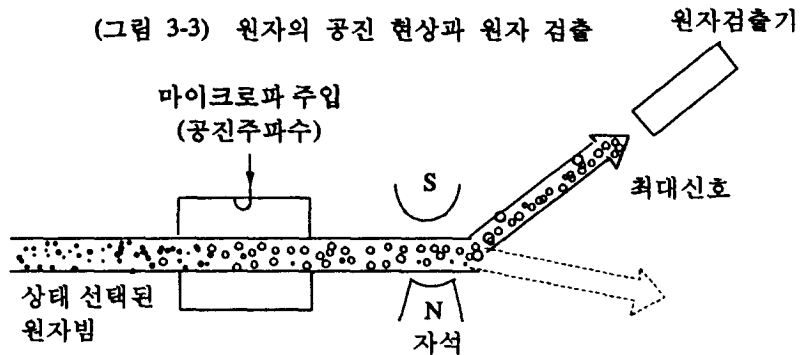 (그림 3-3) 원자의 공진 현상과 원자 검출
원자검출기
마이크로파 주입
(공진주파수)
S
최대신호
상태 선택된
원자빔
N
자석